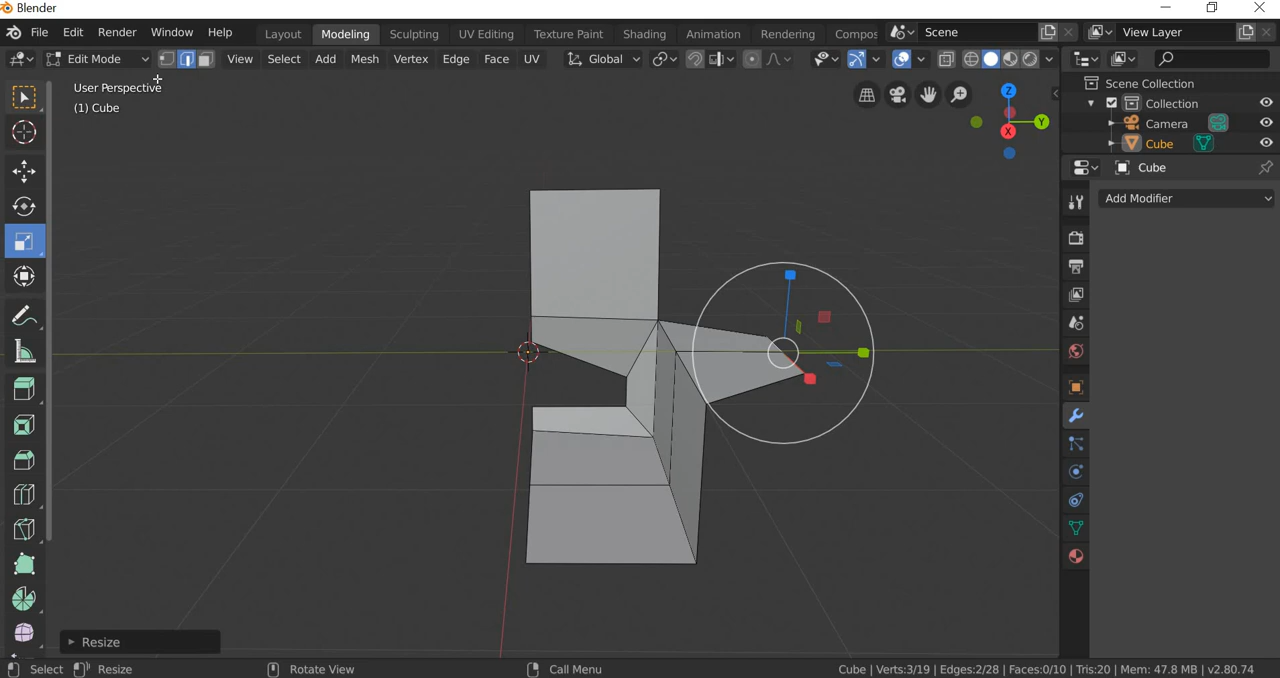 Blender
File Edit Render Window Help Layout Modeling Sculpting UV Editing Texture Paint Shading Animation Rendering Compos Scene View Layer
Edit Mode View Select Add Mesh Vertex Edge Face UV Global
User Perspective
(1) Cube
Z
Y
X
Scene Collection
Collection
Camera
Cube
Cube
Add Modifier
Resize
Select Resize Rotate View Call Menu Cube | Verts:3/19 | Edges:2/28 | Faces:0/10 | Tris:20 | Mem: 47.8 MB | v2.80.74